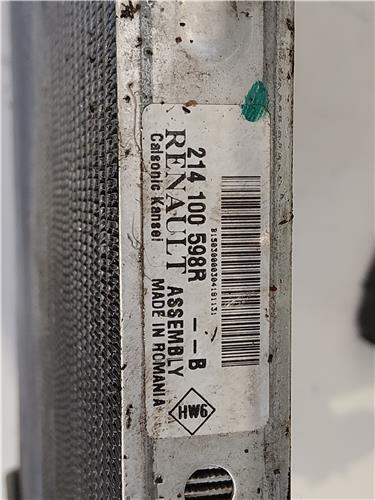 214 100 598R --B
RENAULT ASSEMBLY
Calsonic Kansei MADE IN ROMANIA
HW6